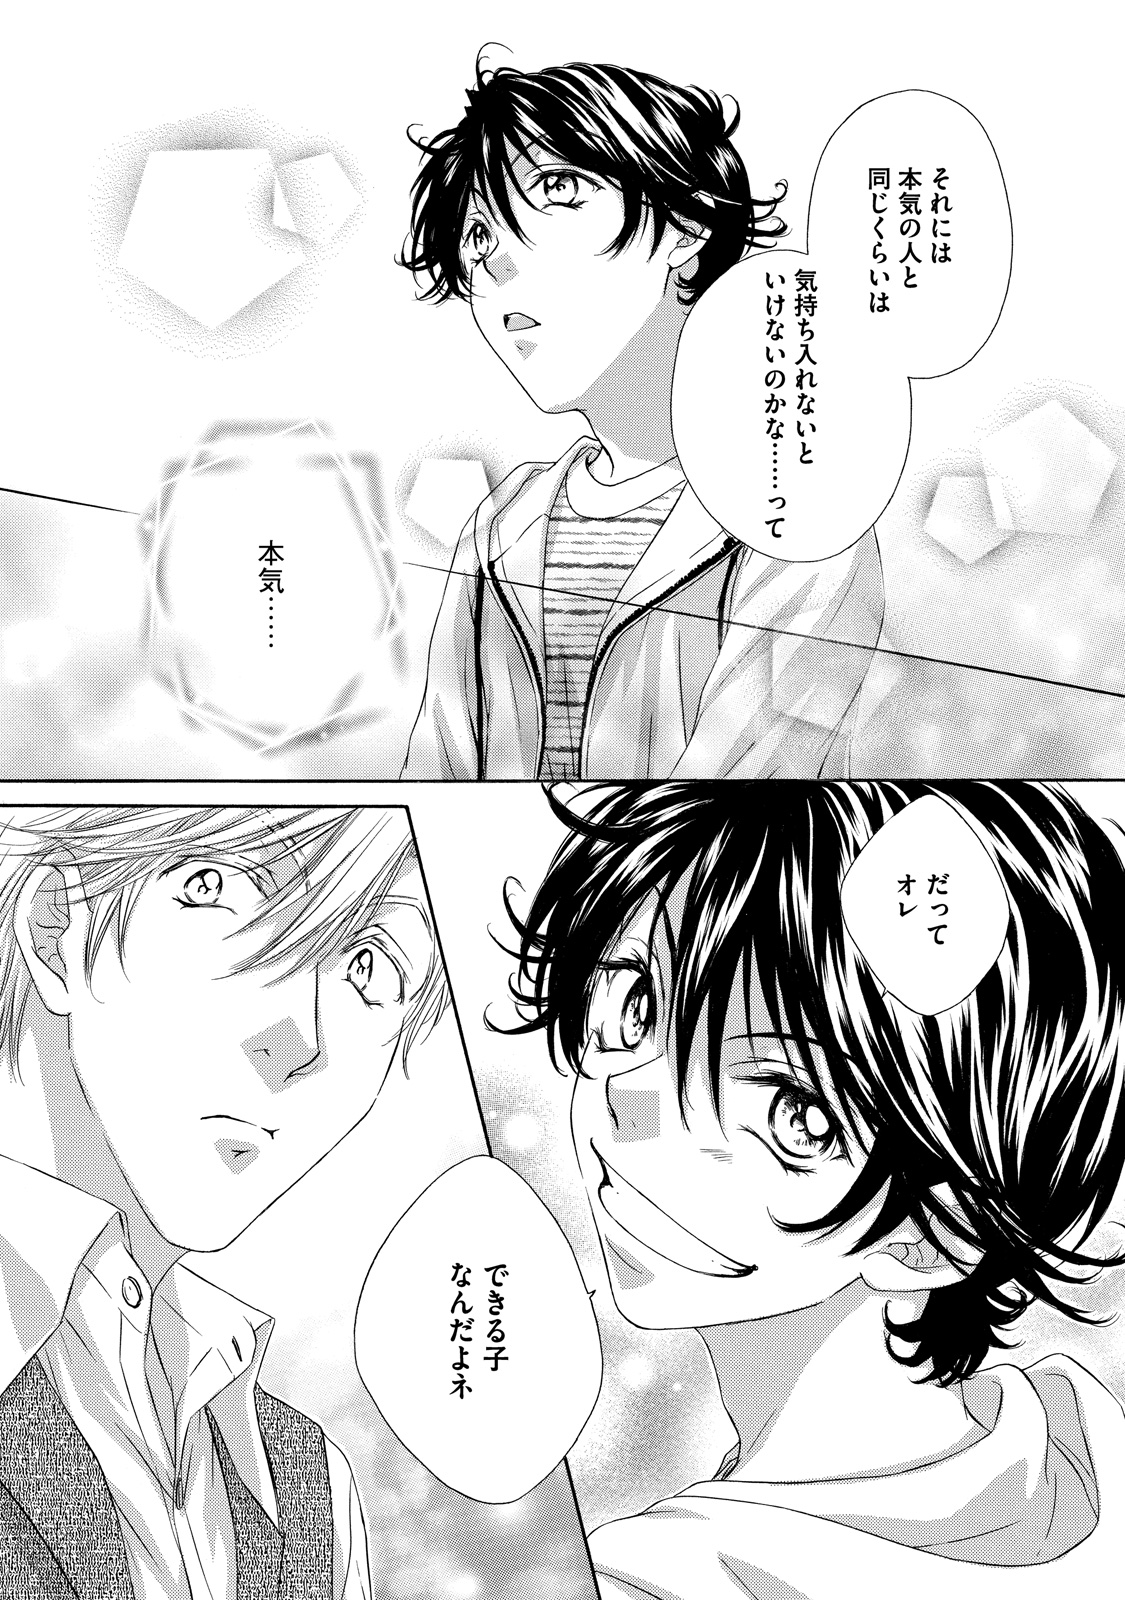 それには
本気の人と
同じくらいは
気持ち入れないと
いけないのかな……って
本気……
だって
オレ
できる子
なんだよネ